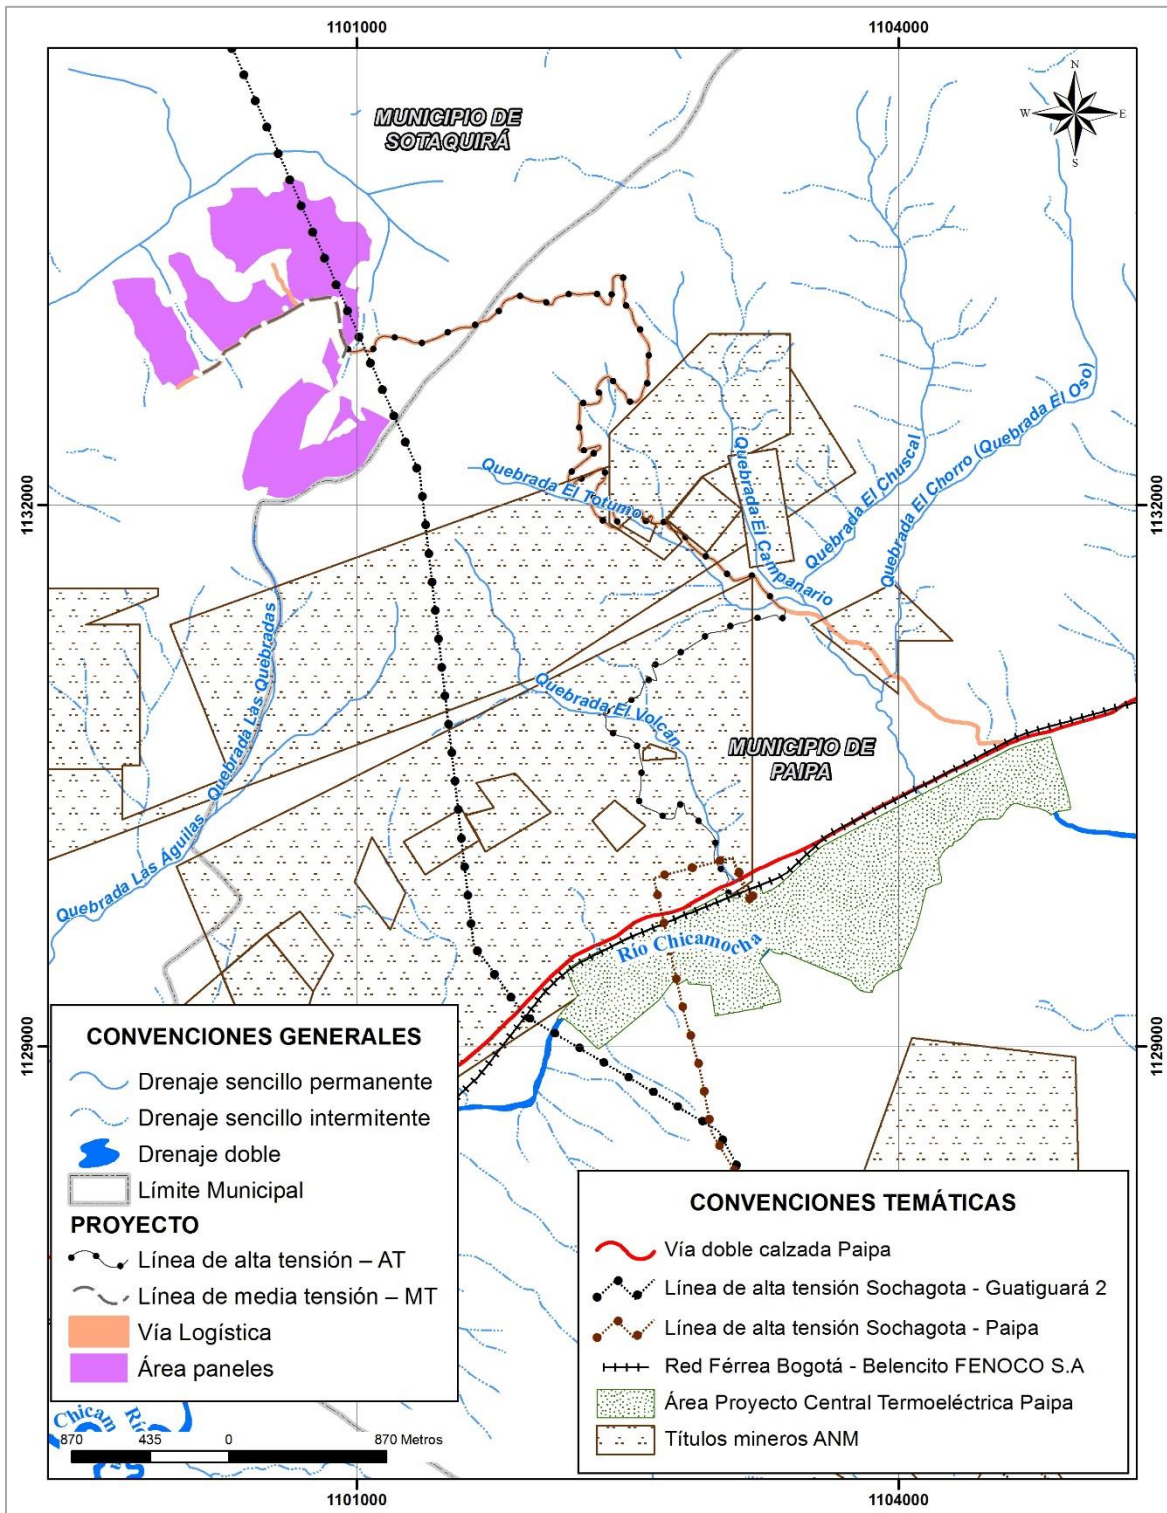 1101000
1104000
N
W
E
S
MUNICIPIO DE
SOTAQUIRÁ
1132000
1132000
Quebrada El Totumo
Quebrada El Campanario
Quebrada El Chuscal
Quebrada El Chorro (Quebrada El Oso)
Quebrada Las Quebradas
Quebrada Las Águilas
Quebrada El Volcán
MUNICIPIO DE
PAIPA
Río Chicamocha
1129000
1129000
CONVENCIONES GENERALES
Drenaje sencillo permanente
Drenaje sencillo intermitente
Drenaje doble
Límite Municipal
PROYECTO
Línea de alta tensión – AT
Línea de media tensión – MT
Vía Logística
Área paneles
CONVENCIONES TEMÁTICAS
Vía doble calzada Paipa
Línea de alta tensión Sochagota - Guatiguará 2
Línea de alta tensión Sochagota - Paipa
Red Férrea Bogotá - Belencito FENOCO S.A
Área Proyecto Central Termoeléctrica Paipa
Títulos mineros ANM
Chicam
Río
870 435 0 870 Metros
1101000
1104000